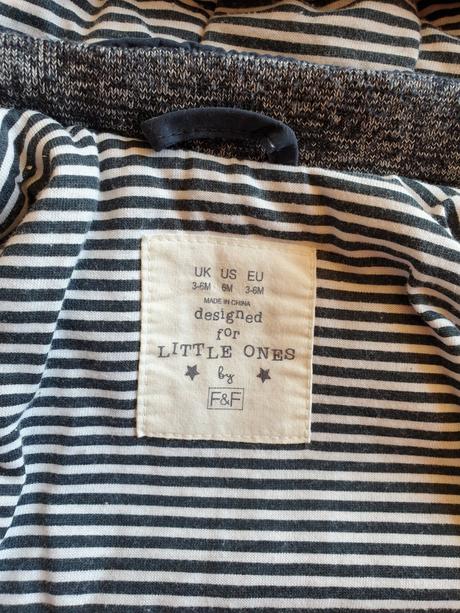 UK US EU
3-6M 6M 3-6M
MADE IN CHINA
designed
for
LITTLE ONES
by
F&F